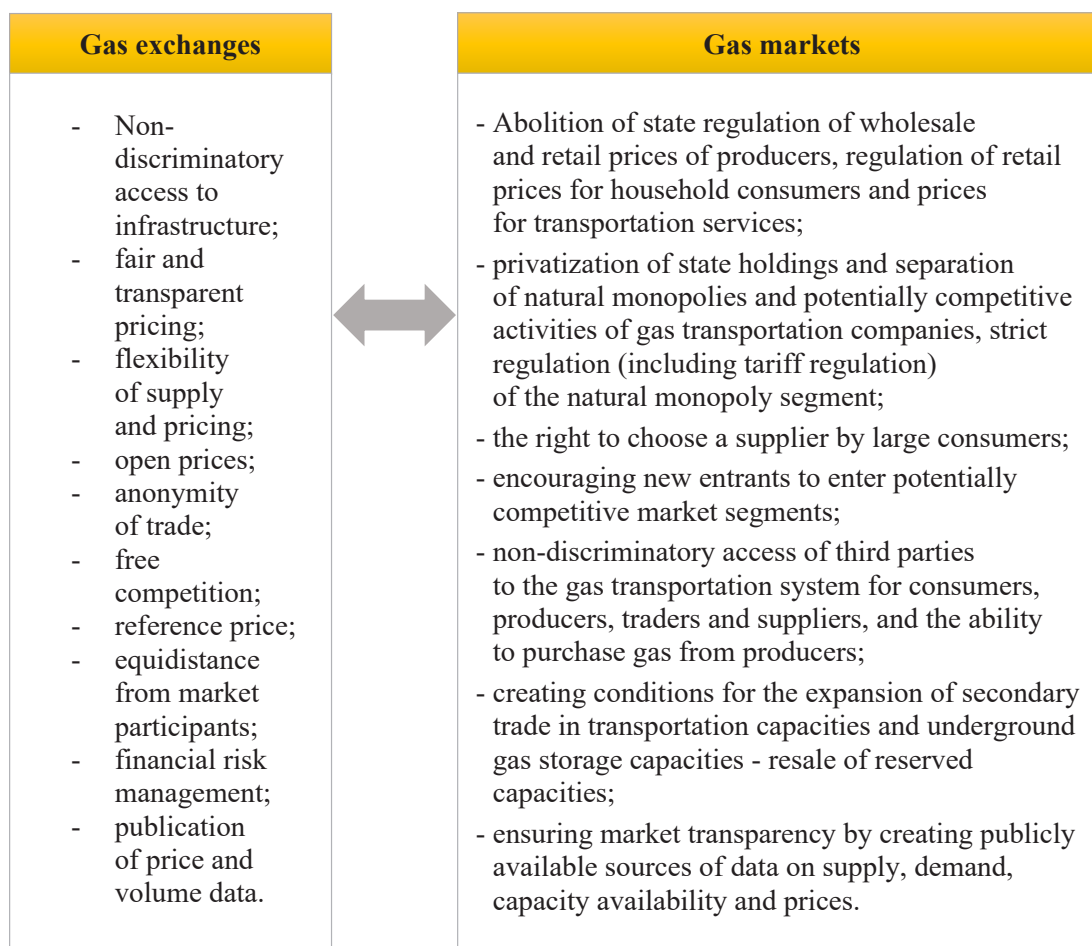 Gas exchanges
- Non-
discriminatory
access to
infrastructure;
- fair and
transparent
pricing;
- flexibility
of supply
and pricing;
- open prices;
- anonymity
of trade;
- free
competition;
- reference price;
- equidistance
from market
participants;
- financial risk
management;
- publication
of price and
volume data.
Gas markets
- Abolition of state regulation of wholesale
and retail prices of producers, regulation of retail
prices for household consumers and prices
for transportation services;
- privatization of state holdings and separation
of natural monopolies and potentially competitive
activities of gas transportation companies, strict
regulation (including tariff regulation)
of the natural monopoly segment;
- the right to choose a supplier by large consumers;
- encouraging new entrants to enter potentially
competitive market segments;
- non-discriminatory access of third parties
to the gas transportation system for consumers,
producers, traders and suppliers, and the ability
to purchase gas from producers;
- creating conditions for the expansion of secondary
trade in transportation capacities and underground
gas storage capacities - resale of reserved
capacities;
- ensuring market transparency by creating publicly
available sources of data on supply, demand,
capacity availability and prices.